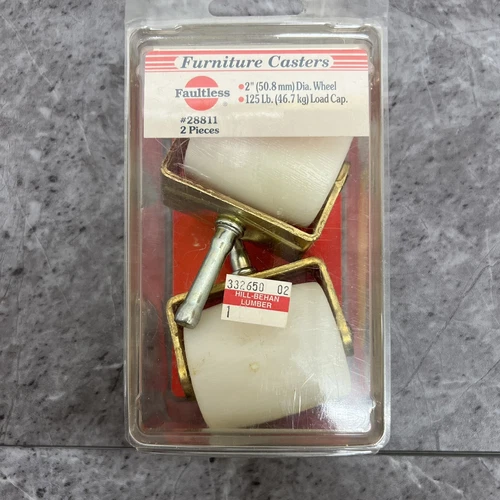 Furniture Casters
Faultless ®
• 2" (50.8 mm) Dia. Wheel
• 125 Lb. (46.7 kg) Load Cap.
#28811
2 Pieces
332650 02
HILL-BEHAN
LUMBER
1